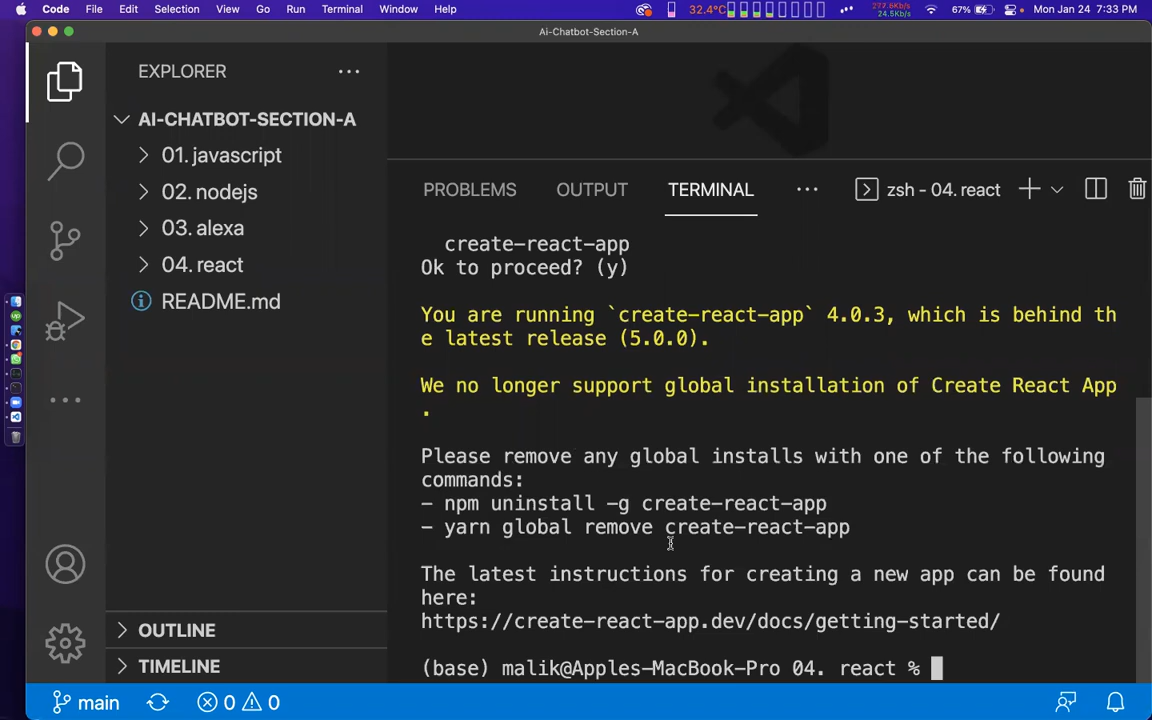 Code File Edit Selection View Go Run Terminal Window Help 32.4°C 277.6Kb/s 24.5Kb/s 67% Mon Jan 24 7:33 PM
Ai-Chatbot-Section-A
EXPLORER
AI-CHATBOT-SECTION-A
01. javascript
02. nodejs
03. alexa
04. react
README.md
OUTLINE
TIMELINE
PROBLEMS OUTPUT TERMINAL zsh - 04. react
create-react-app
Ok to proceed? (y)
You are running `create-react-app` 4.0.3, which is behind th
e latest release (5.0.0).
We no longer support global installation of Create React App
.
Please remove any global installs with one of the following
commands:
- npm uninstall -g create-react-app
- yarn global remove create-react-app
The latest instructions for creating a new app can be found
here:
https://create-react-app.dev/docs/getting-started/
(base) malik@Apples-MacBook-Pro 04. react %
main 0 0